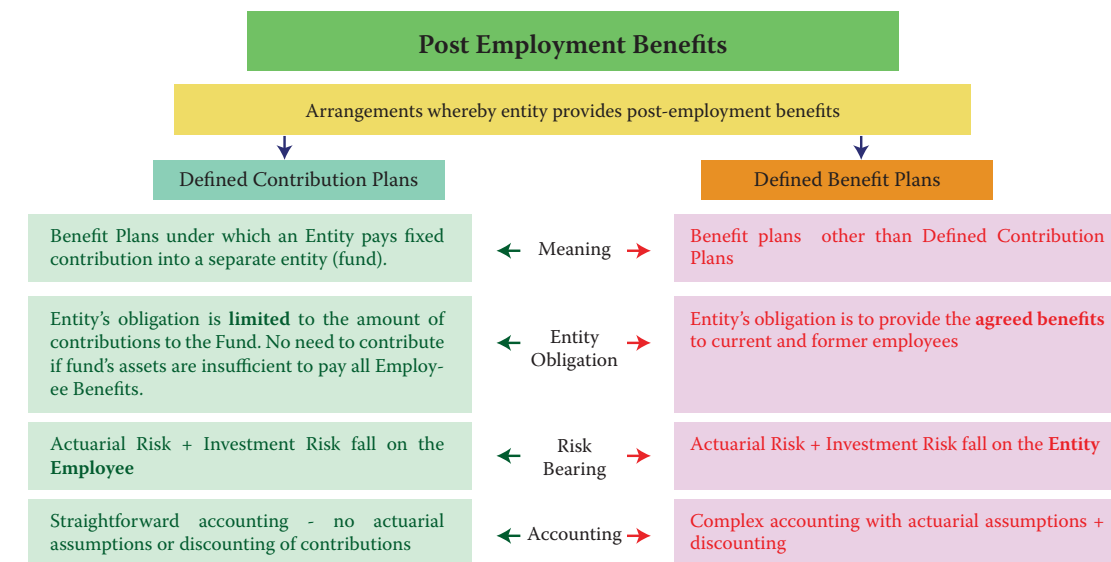 Post Employment Benefits
Arrangements whereby entity provides post-employment benefits
Defined Contribution Plans
Defined Benefit Plans
Benefit Plans under which an Entity pays fixed
contribution into a separate entity (fund).
Meaning
Benefit plans other than Defined Contribution
Plans
Entity's obligation is limited to the amount of
contributions to the Fund. No need to contribute
if fund's assets are insufficient to pay all Employ-
ee Benefits.
Entity
Obligation
Entity's obligation is to provide the agreed benefits
to current and former employees
Actuarial Risk + Investment Risk fall on the
Employee
Risk
Bearing
Actuarial Risk + Investment Risk fall on the Entity
Straightforward accounting - no actuarial
assumptions or discounting of contributions
Accounting
Complex accounting with actuarial assumptions +
discounting